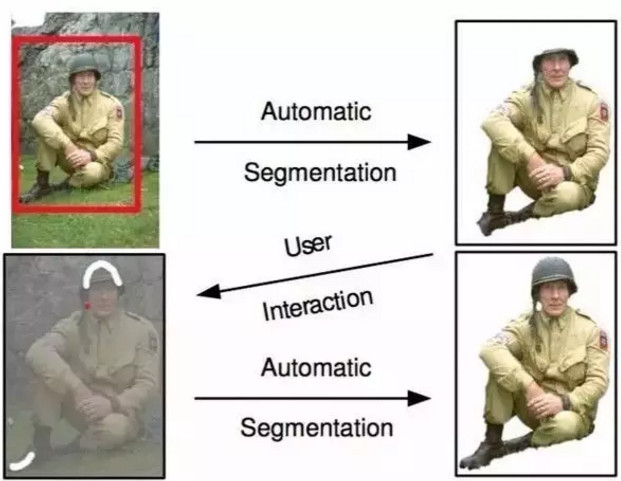 Automatic
Segmentation
User
Interaction
Automatic
Segmentation